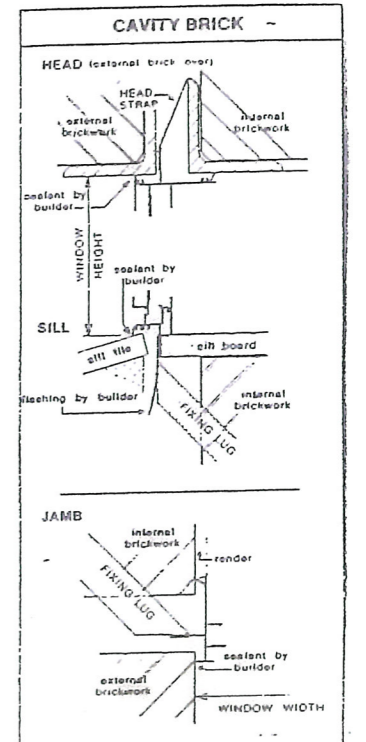 CAVITY BRICK ~
HEAD (external brick over)
HEAD
STRAP
external
brickwork
internal
brickwork
sealant by
builder
WINDOW
HEIGHT
sealant by
builder
SILL
sill tile
sill board
flashing by builder
internal
brickwork
FIXING LUG
JAMB
internal
brickwork
render
FIXING LUG
sealant by
builder
external
brickwork
WINDOW WIDTH